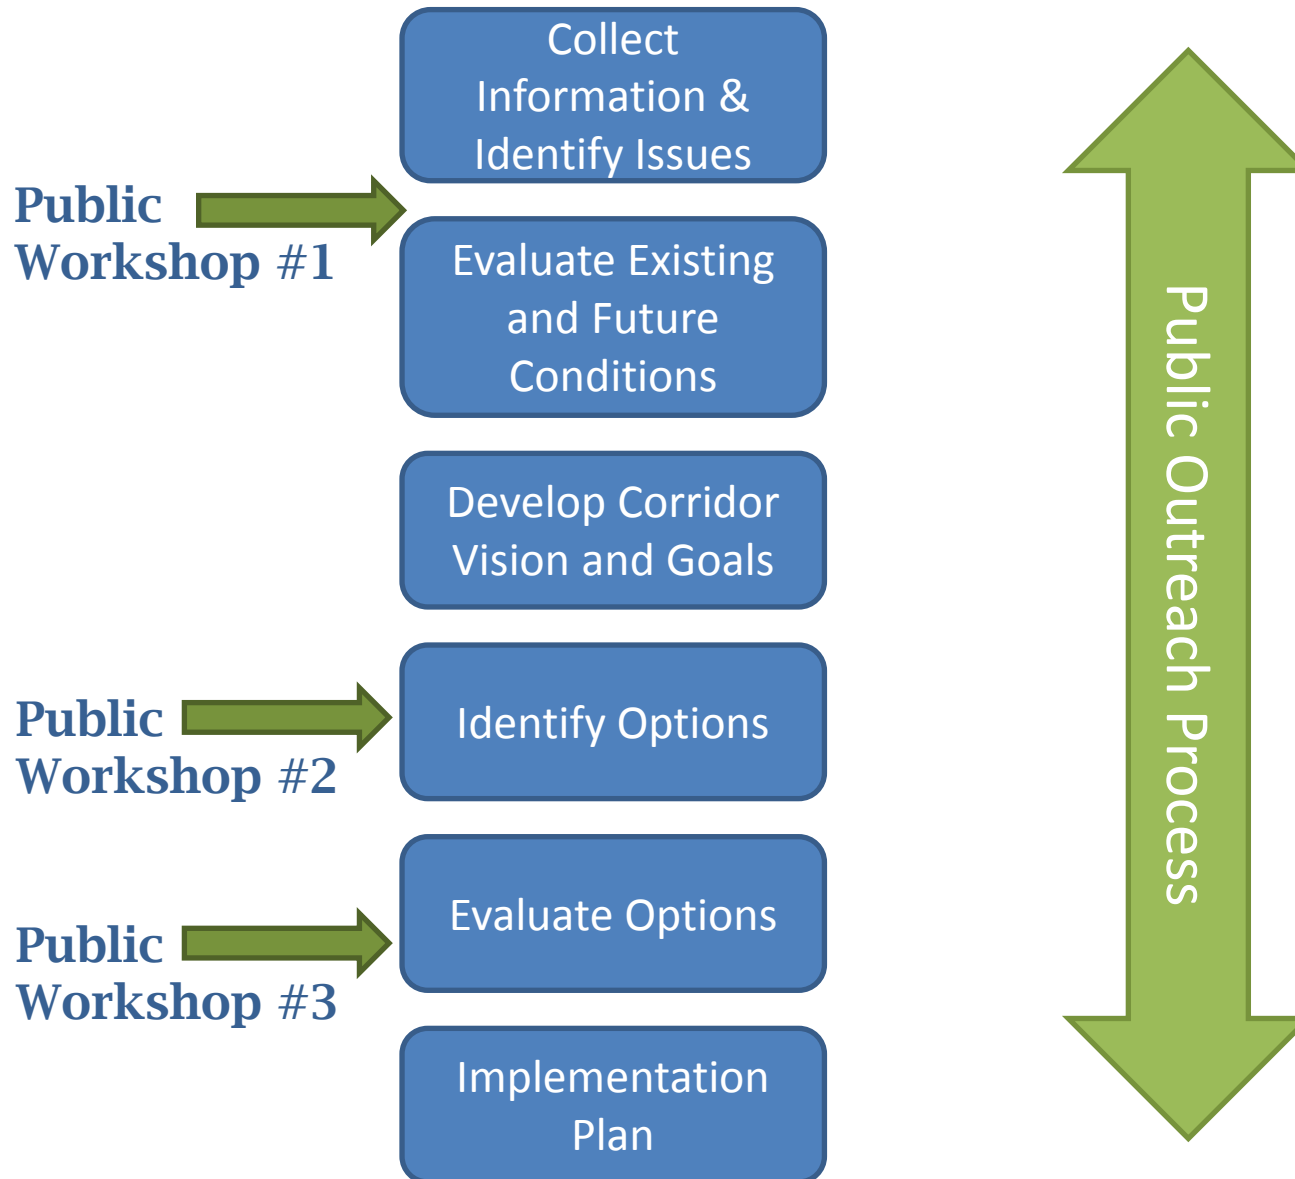 Collect
Information &
Identify Issues
Public
Workshop #1
Evaluate Existing
and Future
Conditions
Develop Corridor
Vision and Goals
Public
Workshop #2
Identify Options
Public
Workshop #3
Evaluate Options
Implementation
Plan
Public Outreach Process